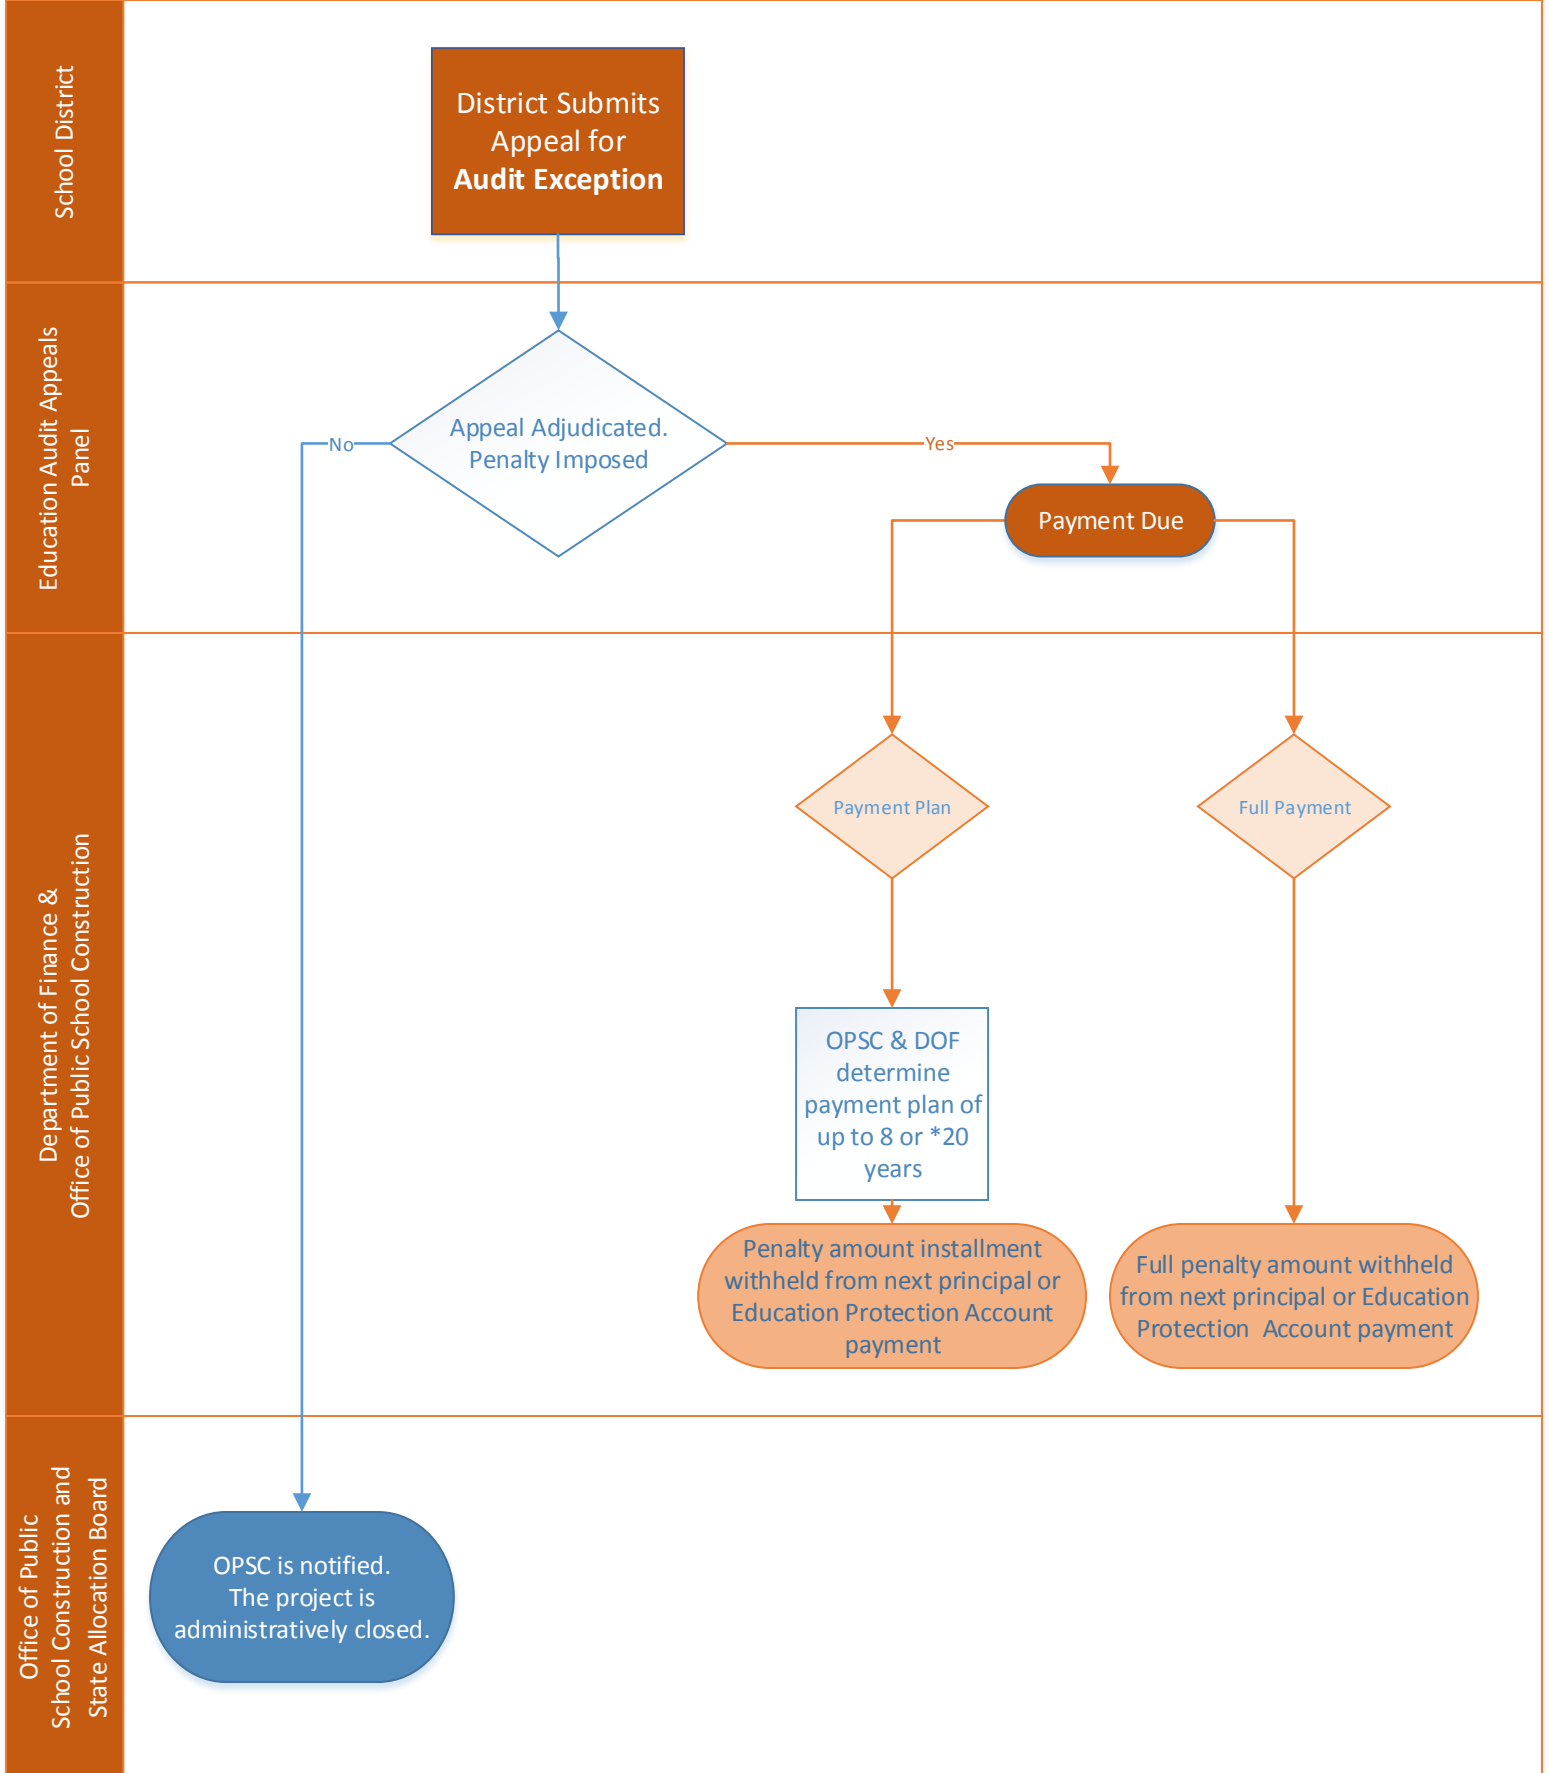 School District
District Submits
Appeal for
Audit Exception
Education Audit Appeals
Panel
Appeal Adjudicated.
Penalty Imposed
No
Yes
Payment Due
Department of Finance &
Office of Public School Construction
Payment Plan
Full Payment
OPSC & DOF
determine
payment plan of
up to 8 or *20
years
Penalty amount installment
withheld from next principal or
Education Protection Account
payment
Full penalty amount withheld
from next principal or Education
Protection Account payment
Office of Public
School Construction and
State Allocation Board
OPSC is notified.
The project is
administratively closed.